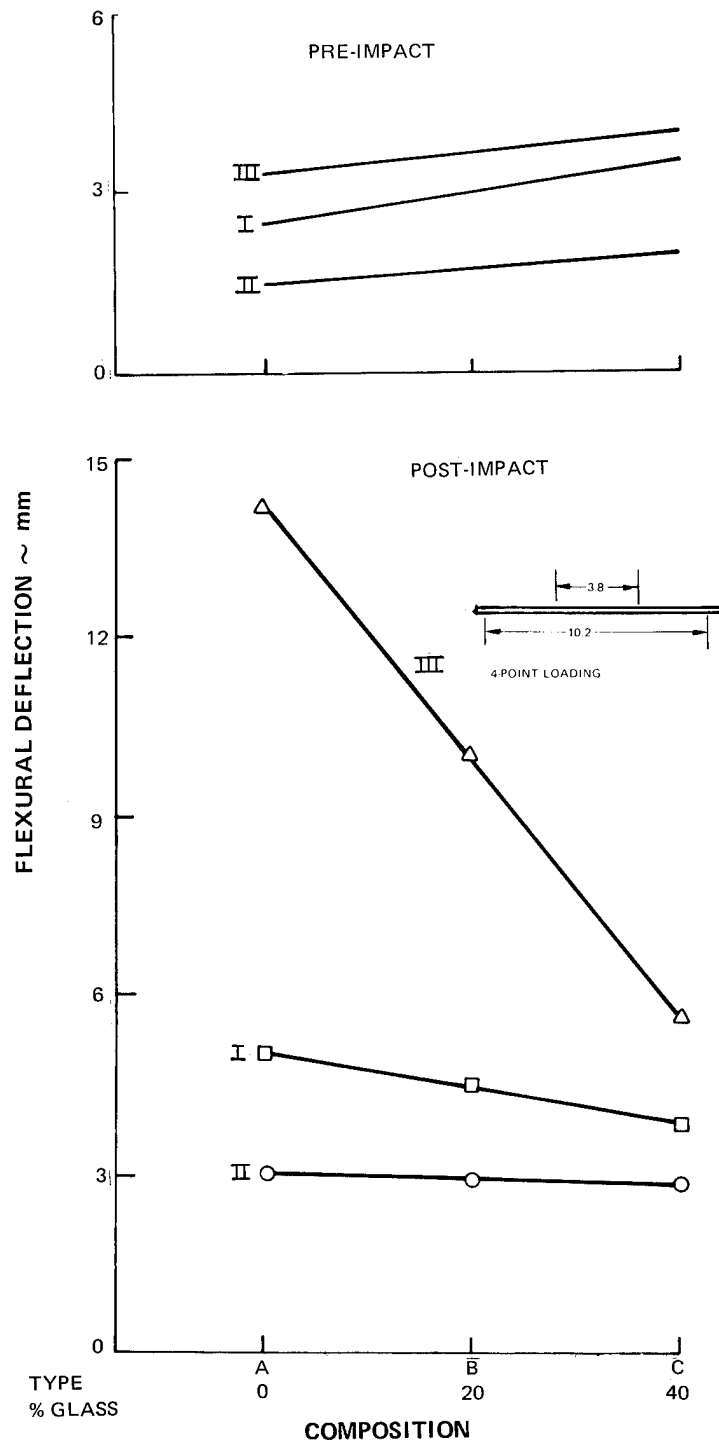 6
PRE-IMPACT
III
3
I
II
0
15
POST-IMPACT
3.8
12
10.2
III
4-POINT LOADING
FLEXURAL DEFLECTION ~ mm
9
6
I
3
II
0
A B C
TYPE
0 20 40
% GLASS
COMPOSITION